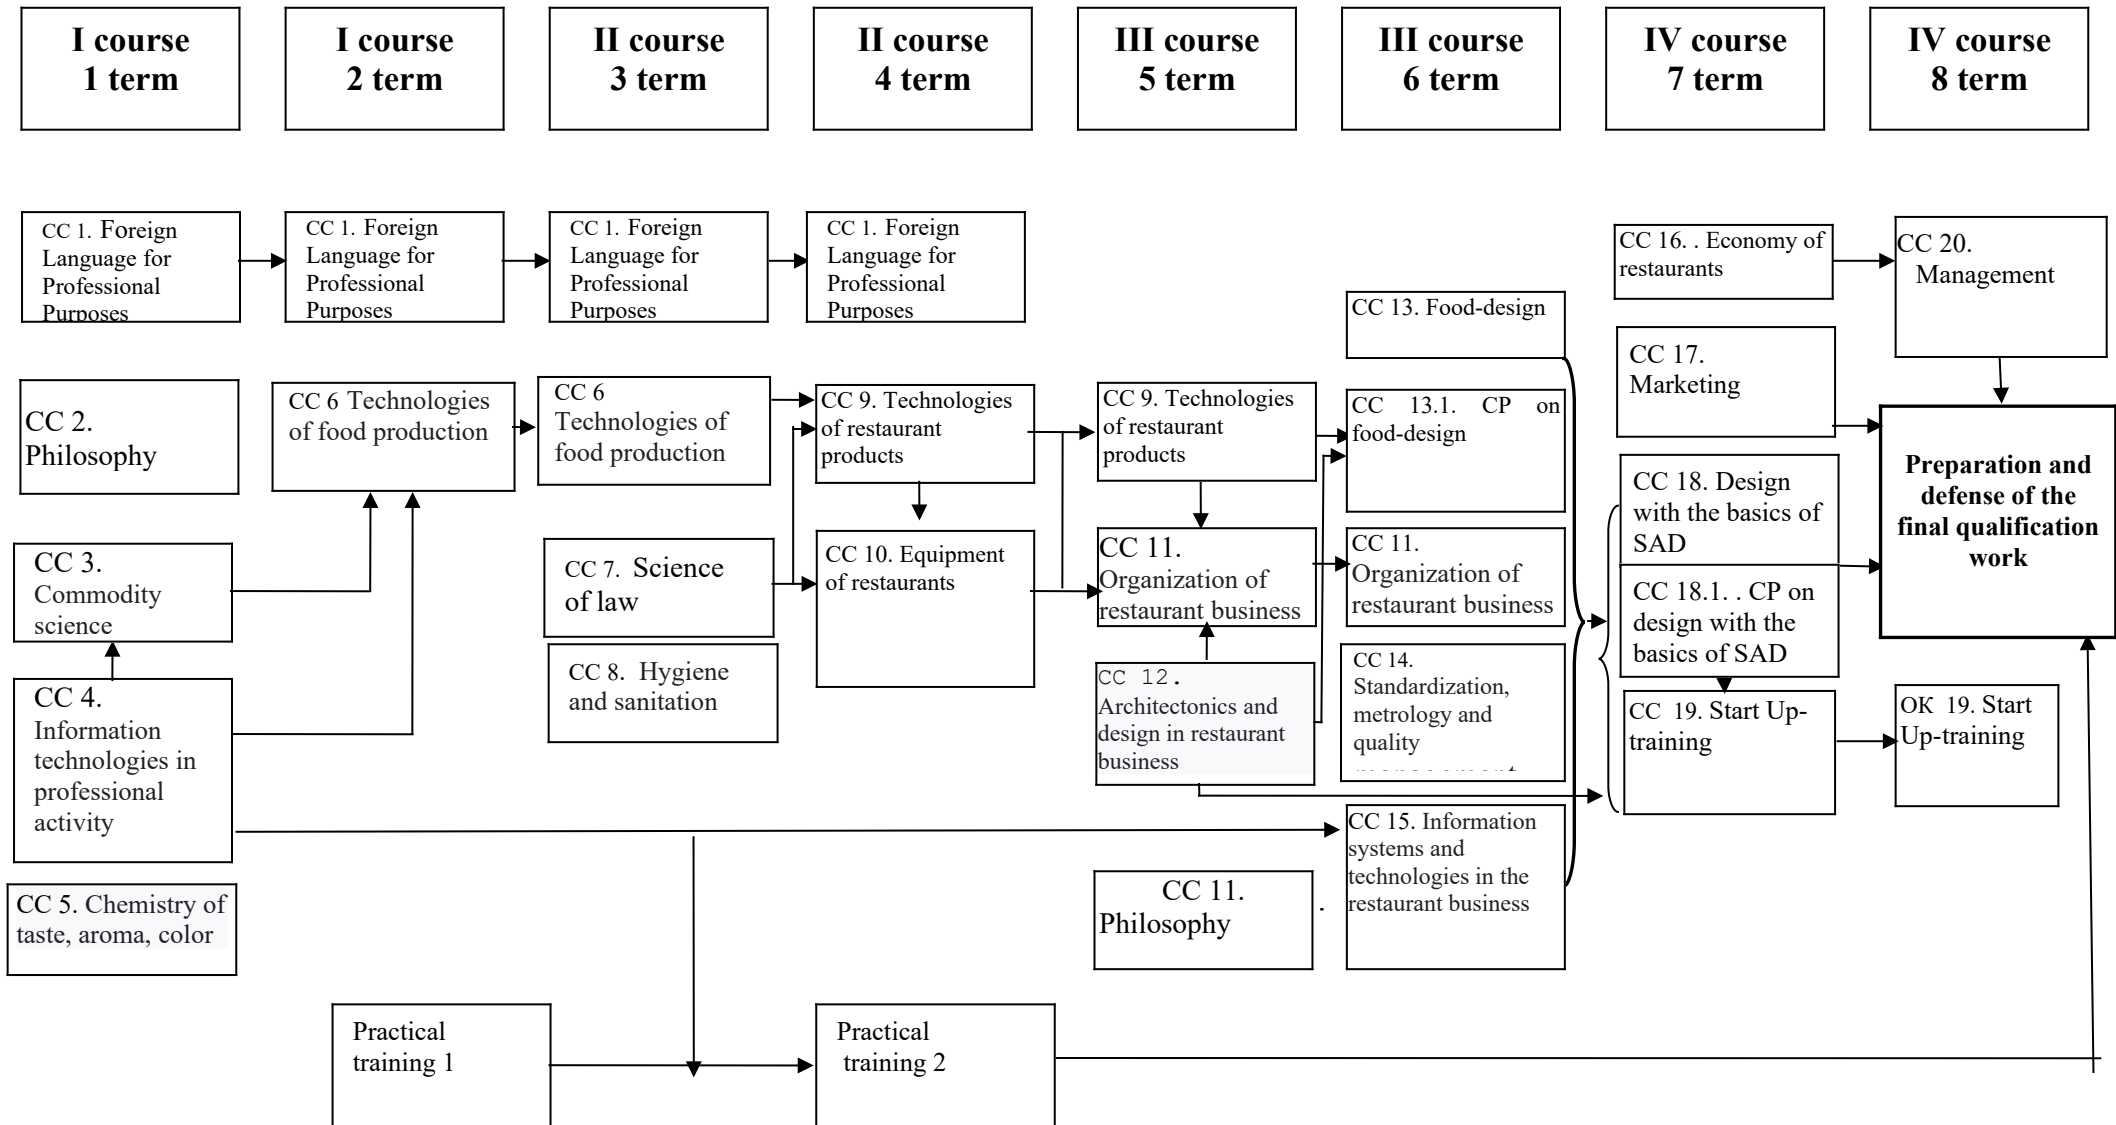 I course
1 term
I course
2 term
II course
3 term
II course
4 term
III course
5 term
III course
6 term
IV course
7 term
IV course
8 term
CC 1. Foreign
Language for
Professional
Purposes
CC 1. Foreign
Language for
Professional
Purposes
CC 1. Foreign
Language for
Professional
Purposes
CC 1. Foreign
Language for
Professional
Purposes
CC 16. . Economy of
restaurants
CC 20.
Management
CC 13. Food-design
CC 17.
Marketing
CC 2.
Philosophy
CC 6 Technologies
of food production
CC 6
Technologies of
food production
CC 9. Technologies
of restaurant
products
CC 9. Technologies
of restaurant
products
CC 13.1. CP on
food-design
Preparation and
defense of the
final qualification
work
CC 18. Design
with the basics of
SAD
CC 3.
Commodity
science
CC 7. Science
of law
CC 10. Equipment
of restaurants
CC 11.
Organization of
restaurant business
CC 11.
Organization of
restaurant business
CC 18.1. . CP on
design with the
basics of SAD
CC 4.
Information
technologies in
professional
activity
CC 8. Hygiene
and sanitation
CC 12.
Architectonics and
design in restaurant
business
CC 14.
Standardization,
metrology and
quality
CC 19. Start Up-
training
OK 19. Start
Up-training
CC 5. Chemistry of
taste, aroma, color
CC 11.
Philosophy
.
CC 15. Information
systems and
technologies in the
restaurant business
Practical
training 1
Practical
training 2